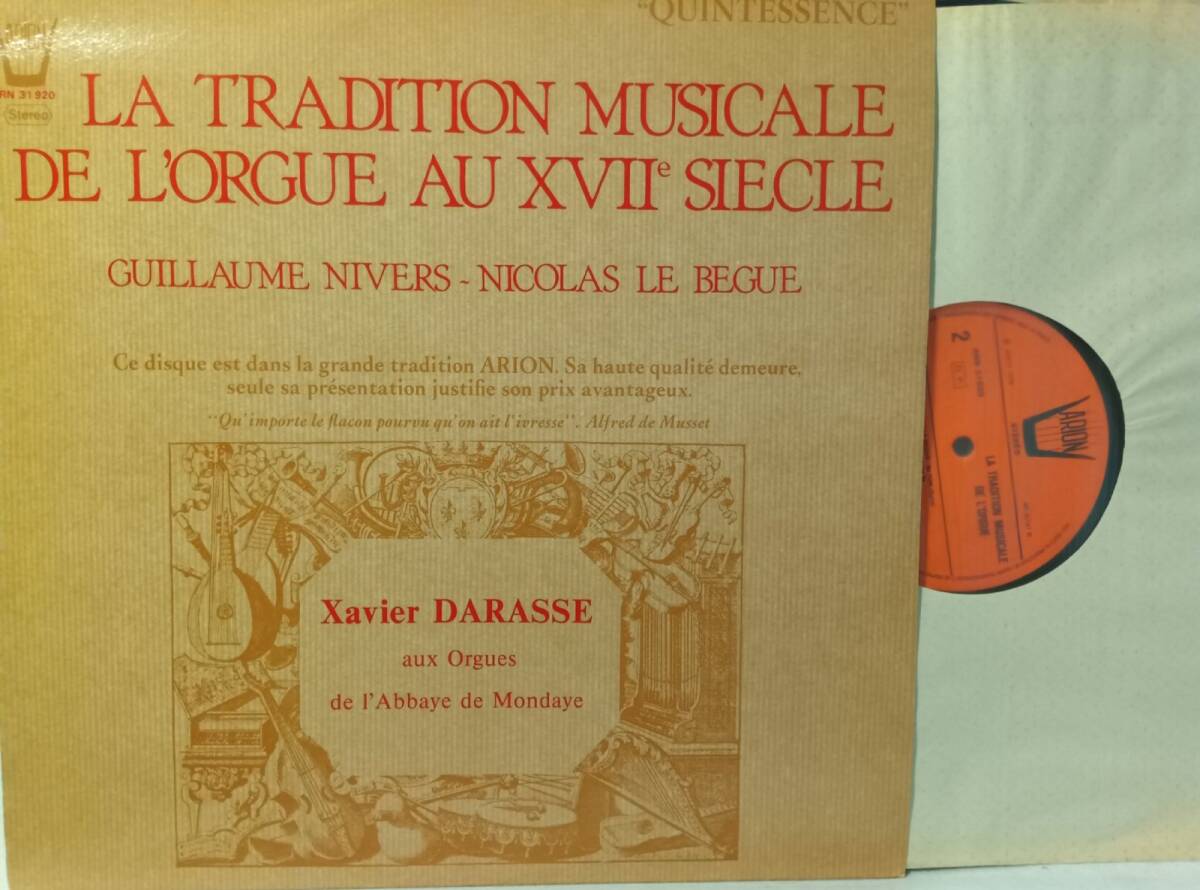 "QUINTESSENCE"
ARION
RN 31 920
Stereo
LA TRADITION MUSICALE
DE L'ORGUE AU XVIIe SIECLE
GUILLAUME NIVERS ~ NICOLAS LE BEGUE
Ce disque est dans la grande tradition ARION. Sa haute qualité demeure,
seule sa présentation justifie son prix avantageux.
"Qu'importe le flacon pourvu qu'on ait l'ivresse". Alfred de Musset
Xavier DARASSE
aux Orgues
de l'Abbaye de Mondaye
2
ARION
LA TRADITION MUSICALE
DE L'ORGUE